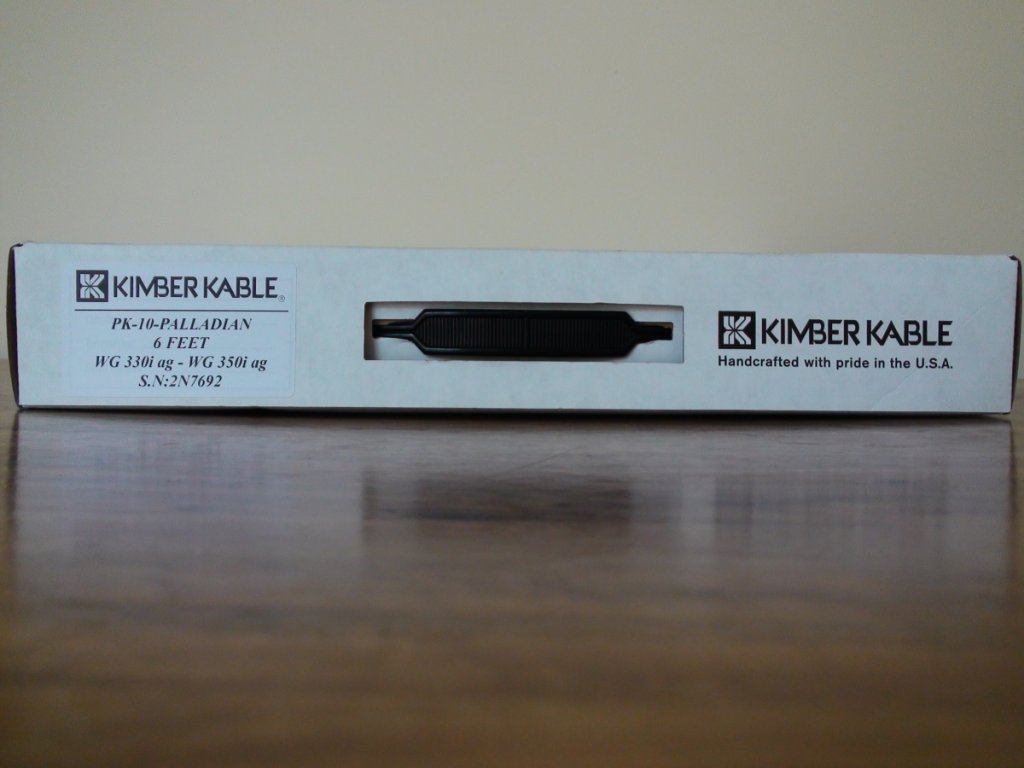 KIMBER KABLE®
PK-10-PALLADIAN
6 FEET
WG 330i ag - WG 350i ag
S.N:2N7692
KIMBER KABLE
Handcrafted with pride in the U.S.A.